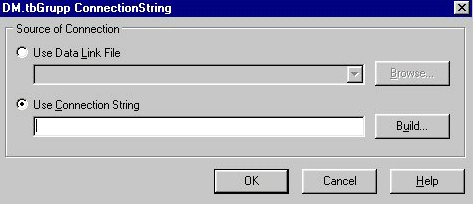 DM.tbGrupp ConnectionString
Source of Connection
Use Data Link File
Browse...
Use Connection String
Build...
OK
Cancel
Help